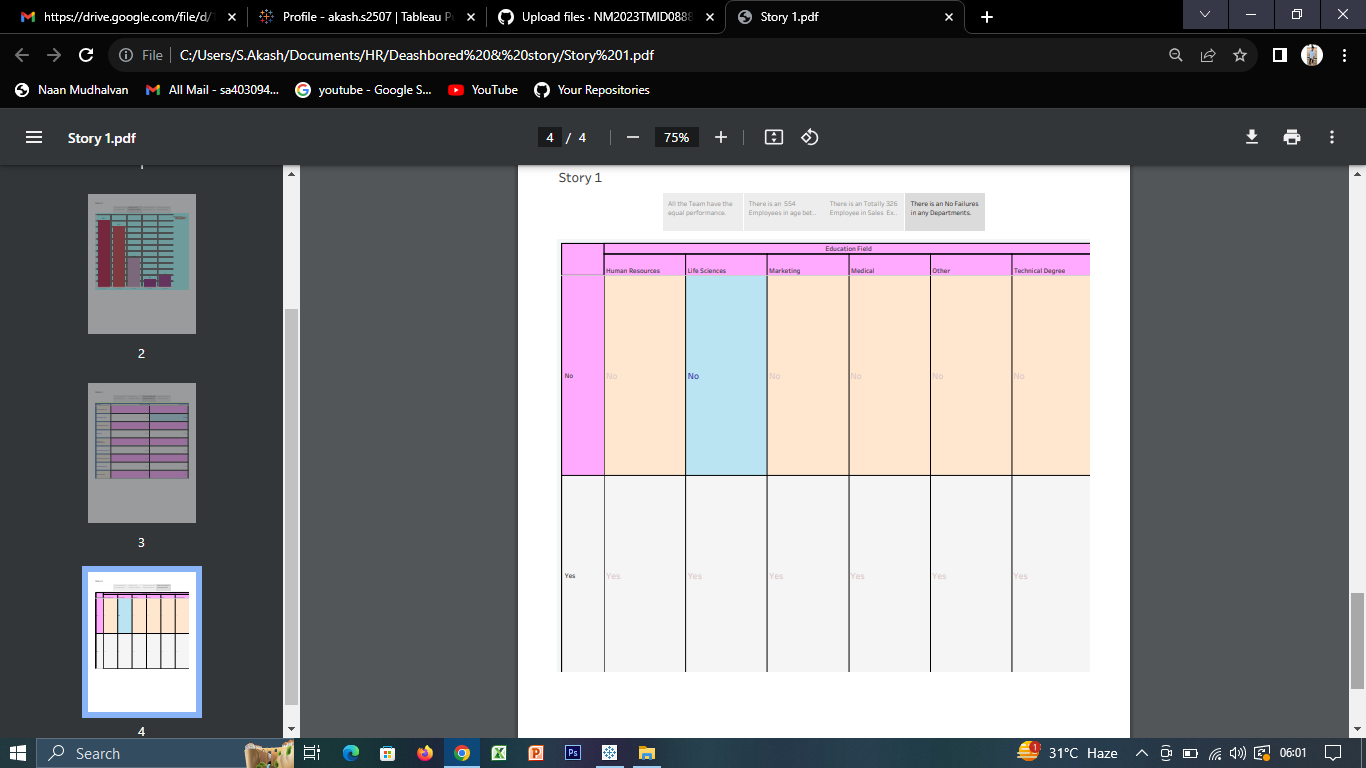 https://drive.google.com/file/d/1
Profile - akash.s2507 | Tableau P
Upload files · NM2023TMID0888
Story 1.pdf
File
C:/Users/S.Akash/Documents/HR/Deashbored%20&%20story/Story%201.pdf
Naan Mudhalvan
All Mail - sa403094...
youtube - Google S...
YouTube
Your Repositories
Story 1.pdf
4 / 4
75%
2
3
4
Story 1
All the Team have the
equal performance.
There is an 554
Employees in age bet..
There is an Totally 326
Employee in Sales Ex..
There is an No Failures
in any Departments.
Education Field
Human Resources
Life Sciences
Marketing
Medical
Other
Technical Degree
No
No
No
No
No
No
No
Yes
Yes
Yes
Yes
Yes
Yes
Yes
Search
Ps
1
31°C Haze
06:01